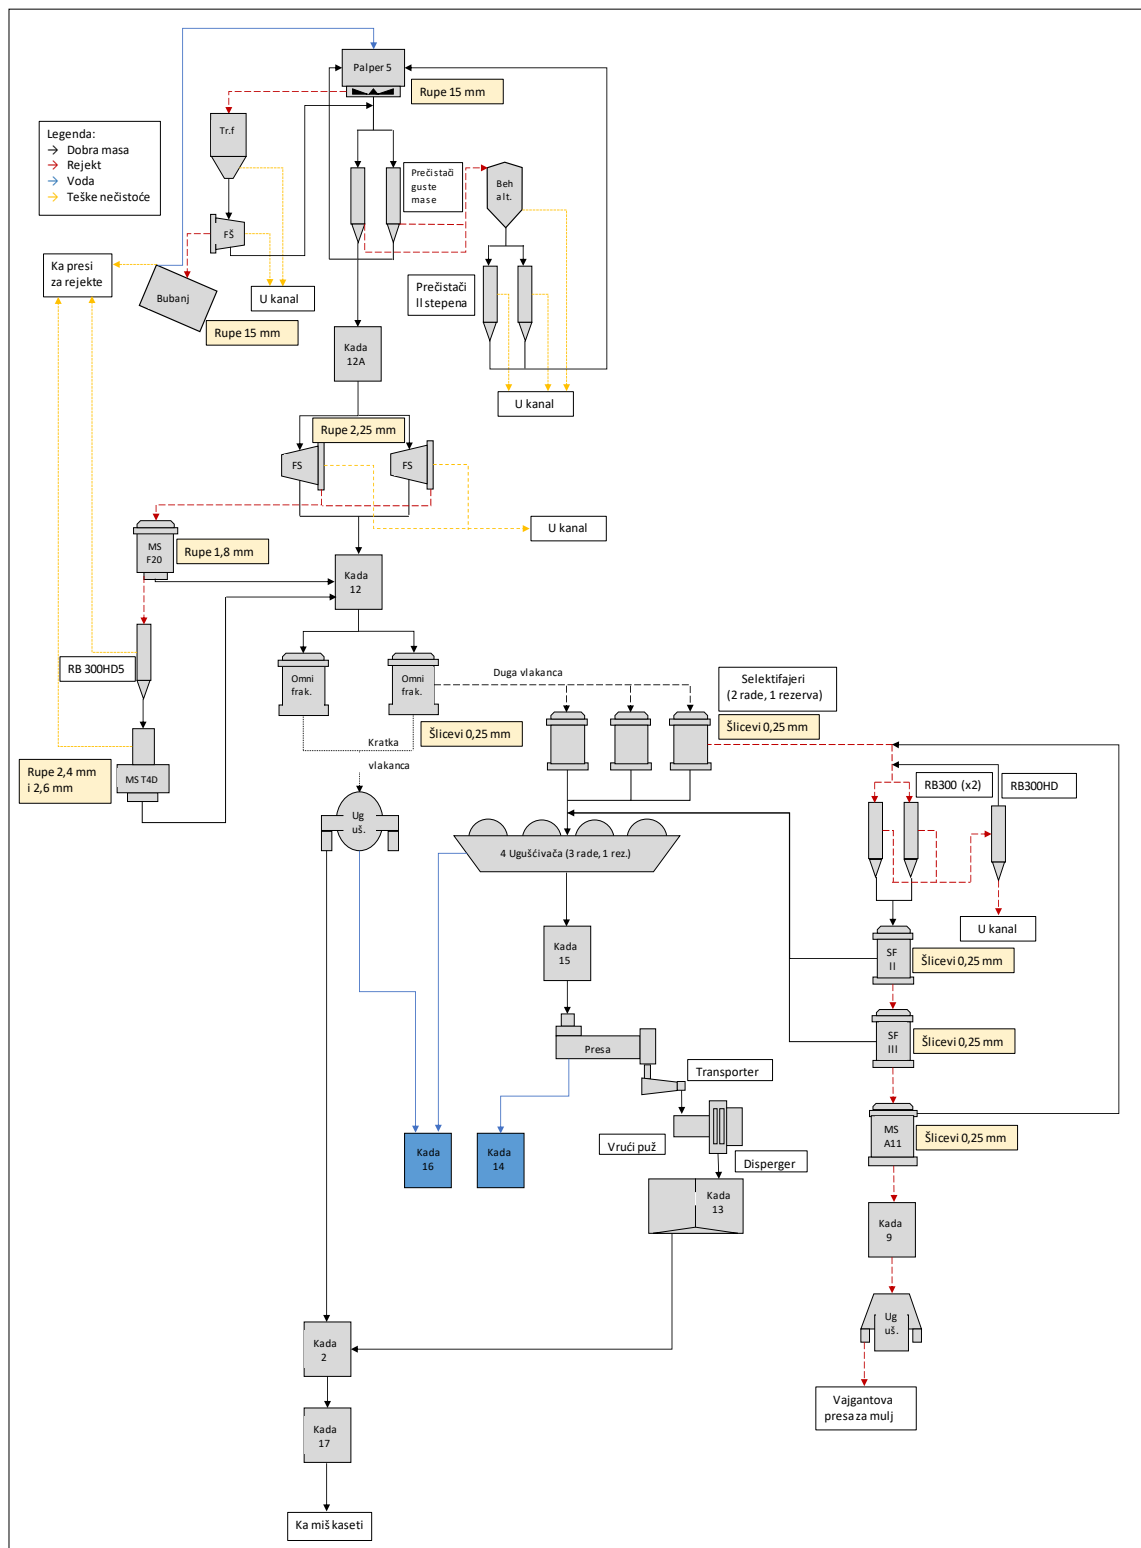 Palper 5
Rupe 15 mm
Legenda:
Dobra masa
Rejekt
Voda
Teške nečistoće
Tr.f
Prečistači
guste
mase
Beh
alt.
FŠ
Ka presi
za rejekte
Bubanj
U kanal
Rupe 15 mm
Prečistači
II stepena
Kada
12A
U kanal
Rupe 2,25 mm
FS
FS
U kanal
MS
F20
Rupe 1,8 mm
Kada
12
RB 300HD5
Omni
frak.
Omni
frak.
Duga vlakanca
Selektifajeri
(2 rade, 1 rezerva)
Šlicevi 0,25 mm
Šlicevi 0,25 mm
Kratka
vlakanca
Rupe 2,4 mm
i 2,6 mm
MS T4D
RB300 (x2)
RB300HD
Ug
uš.
4 Ugušćivača (3 rade, 1 rez.)
U kanal
Kada
15
SF
II
Šlicevi 0,25 mm
SF
III
Šlicevi 0,25 mm
Presa
Transporter
Vrući puž
Disperger
MS
A11
Šlicevi 0,25 mm
Kada
16
Kada
14
Kada
13
Kada
9
Ug
uš.
Kada
2
Vajgantova
presa za mulj
Kada
17
Ka miš kaseti